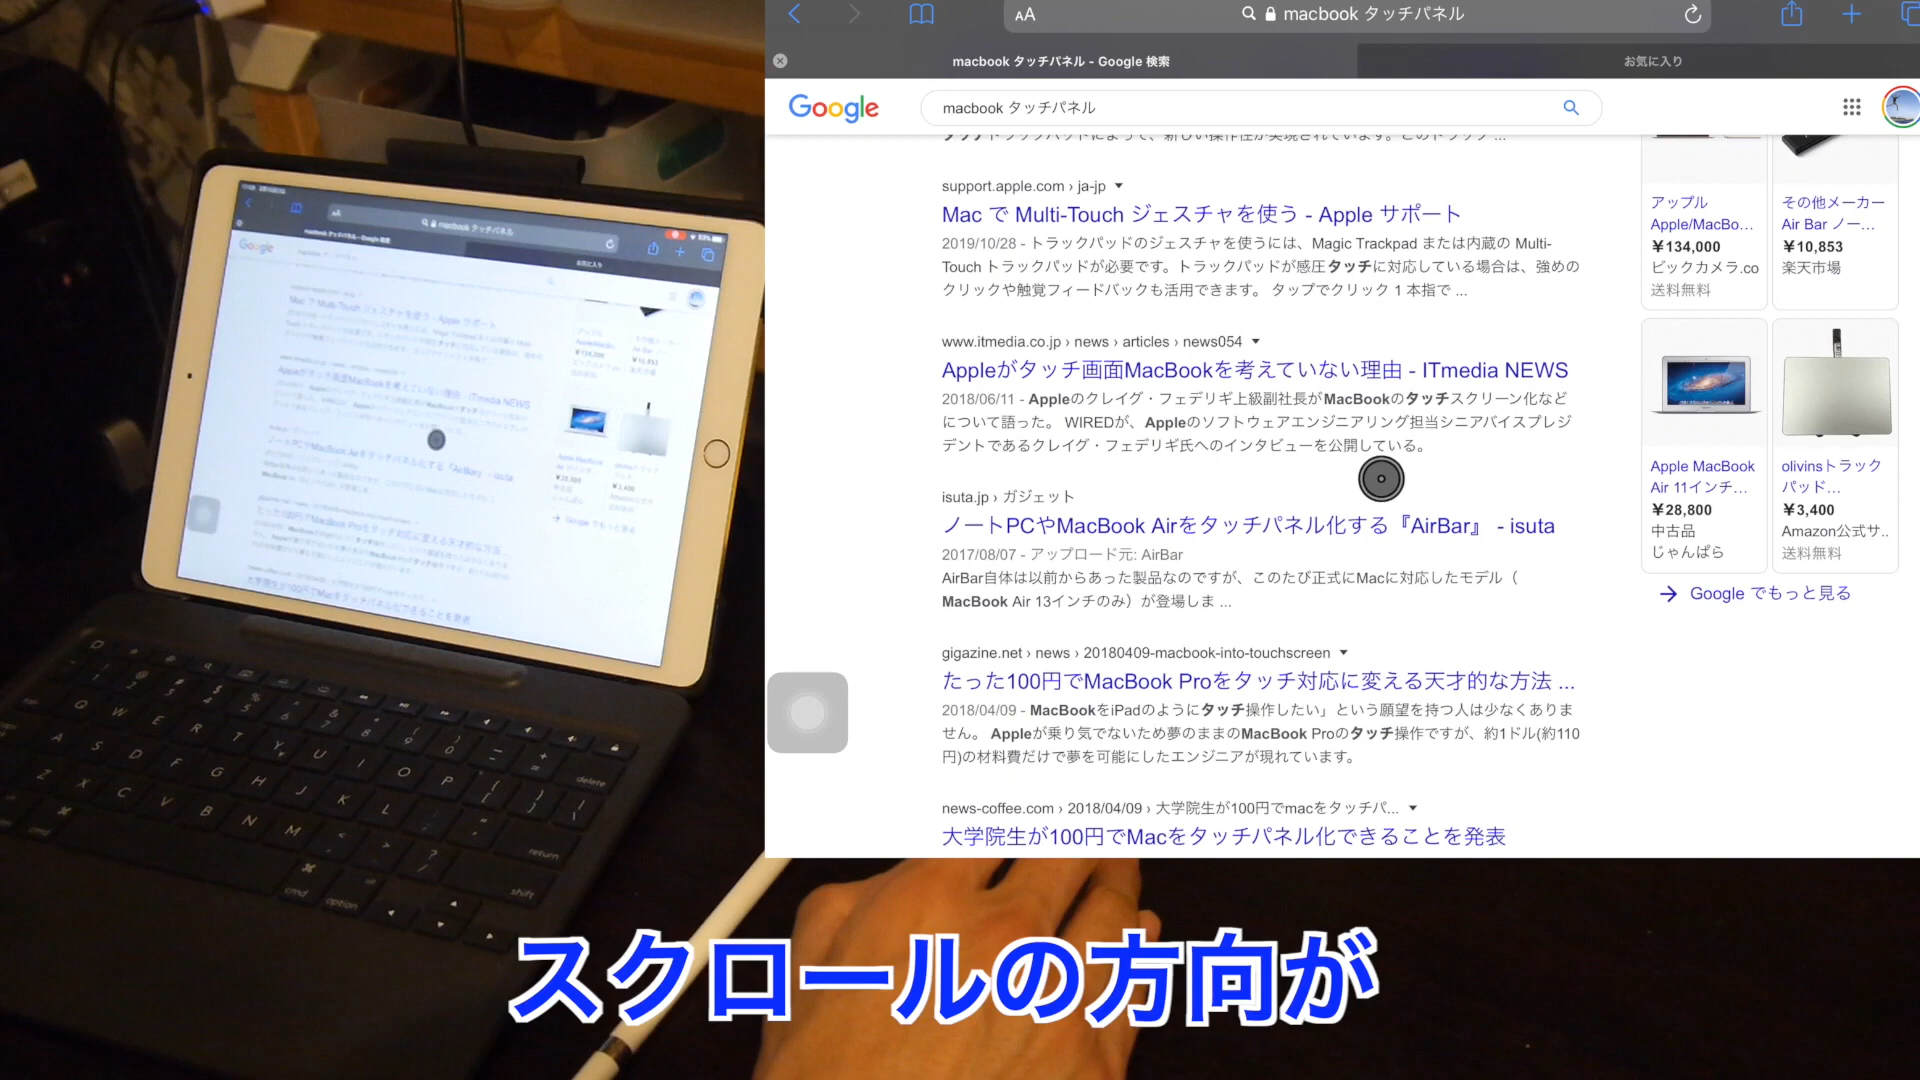 AA macbook タッチパネル
macbook タッチパネル - Google 検索
お気に入り
Google macbook タッチパネル
support.apple.com › ja-jp
Mac で Multi-Touch ジェスチャを使う - Apple サポート
2019/10/28 - トラックパッドのジェスチャを使うには、Magic Trackpad または内蔵の Multi-
Touch トラックパッドが必要です。トラックパッドが感圧タッチに対応している場合は、強めの
クリックや触覚フィードバックも活用できます。 タップでクリック 1 本指で ...
www.itmedia.co.jp › news › articles › news054
Appleがタッチ画面MacBookを考えていない理由 - ITmedia NEWS
2018/06/11 - Appleのクレイグ・フェデリギ上級副社長がMacBookのタッチスクリーン化など
について語った。 WIREDが、Appleのソフトウェアエンジニアリング担当シニアバイスプレジ
デントであるクレイグ・フェデリギ氏へのインタビューを公開している。
isuta.jp › ガジェット
ノートPCやMacBook Airをタッチパネル化する『AirBar』 - isuta
2017/08/07 - アップロード元: AirBar
AirBar自体は以前からあった製品なのですが、このたび正式にMacに対応したモデル（
MacBook Air 13インチのみ）が登場しま ...
gigazine.net › news › 20180409-macbook-into-touchscreen
たった100円でMacBook Proをタッチ対応に変える天才的な方法 ...
2018/04/09 - MacBookをiPadのようにタッチ操作したい」という願望を持つ人は少なくありま
せん。 Appleが乗り気でないため夢のままのMacBook Proのタッチ操作ですが、約1ドル(約110
円)の材料費だけで夢を可能にしたエンジニアが現れています。
news-coffee.com › 2018/04/09 › 大学院生が100円でmacをタッチパ...
大学院生が100円でMacをタッチパネル化できることを発表
アップル
Apple/MacBo...
¥134,000
ビックカメラ.co
送料無料
その他メーカー
Air Bar ノー...
¥10,853
楽天市場
Apple MacBook
Air 11インチ...
¥28,800
中古品
じゃんぱら
olivinsトラック
パッド...
¥3,400
Amazon公式サ..
送料無料
Google でもっと見る
スクロールの方向が